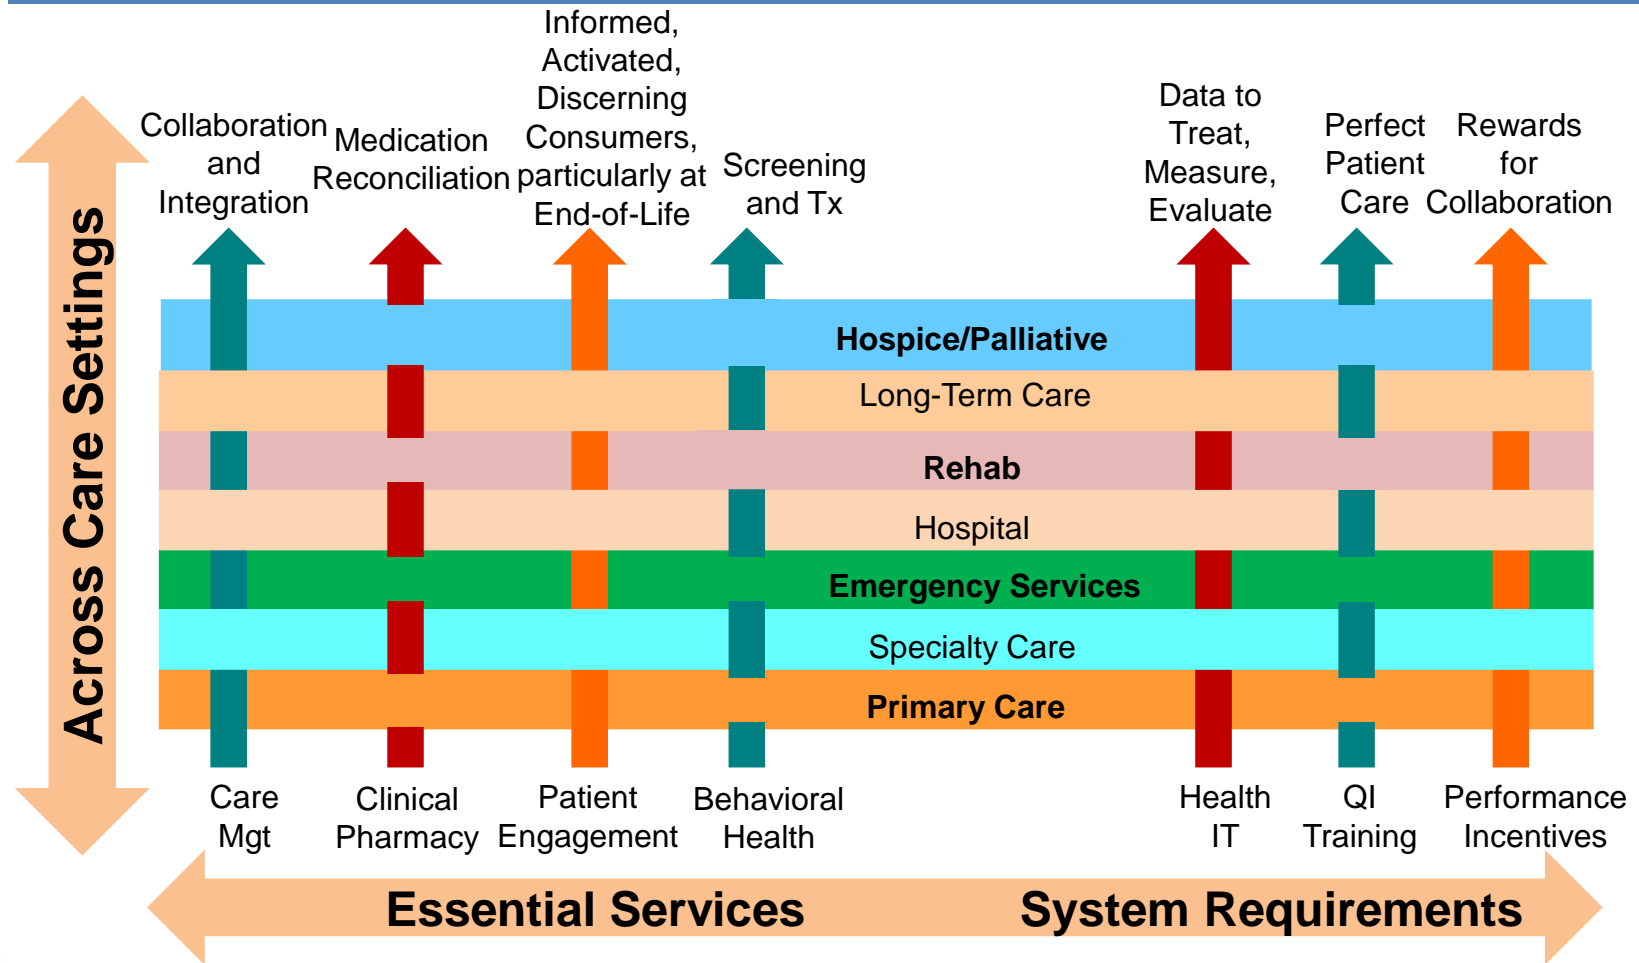 Across Care Settings
Collaboration
and
Integration
Medication
Reconciliation
Informed,
Activated,
Discerning
Consumers,
particularly at
End-of-Life
Screening
and Tx
Data to
Treat,
Measure,
Evaluate
Perfect
Patient
Care
Rewards
for
Collaboration
Hospice/Palliative
Long-Term Care
Rehab
Hospital
Emergency Services
Specialty Care
Primary Care
Care
Mgt
Clinical
Pharmacy
Patient
Engagement
Behavioral
Health
Health
IT
QI
Training
Performance
Incentives
Essential Services
System Requirements